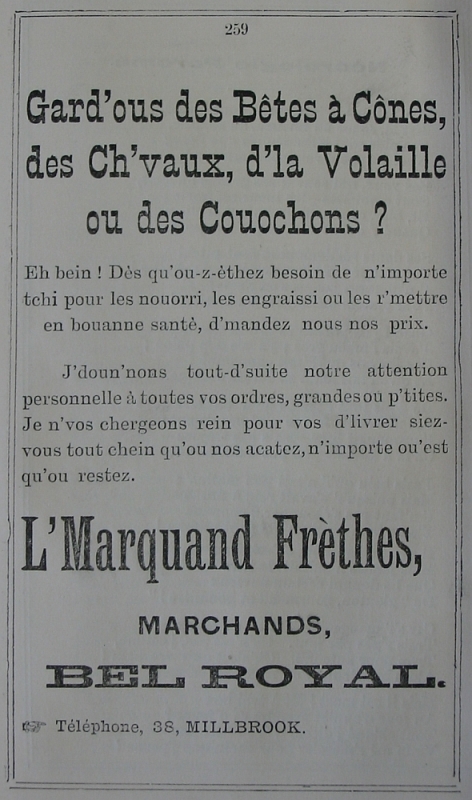 259
Gard'ous des Bêtes à Cônes,
des Ch'vaux, d'la Volaille
ou des Couochons ?
Eh bein ! Dès qu'ou-z-éthez besoin de n'importe
tchi pour les nouorri, les engraissi ou les r'mettre
en bouanne santè, d'mandez nous nos prix.
J'doun'nons tout-d'suite notre attention
personnelle à toutes vos ordres, grandes ou p'tites.
Je n'vos chergeons rein pour vos d'livrer siez-
vous tout chein qu'ou nos acatez, n'importe ou'est
qu'ou restez.
L'Marquand Frèthes,
MARCHANDS,
BEL ROYAL.
☞ Téléphone, 38, MILLBROOK.